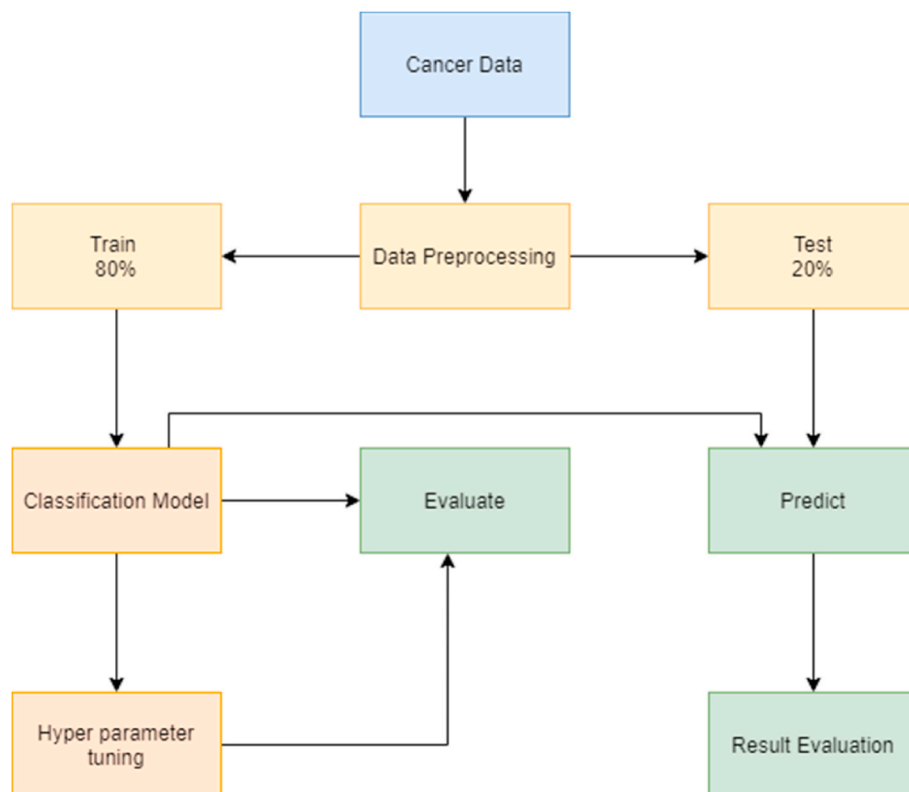 Cancer Data
Train
80%
Data Preprocessing
Test
20%
Classification Model
Evaluate
Predict
Hyper parameter
tuning
Result Evaluation